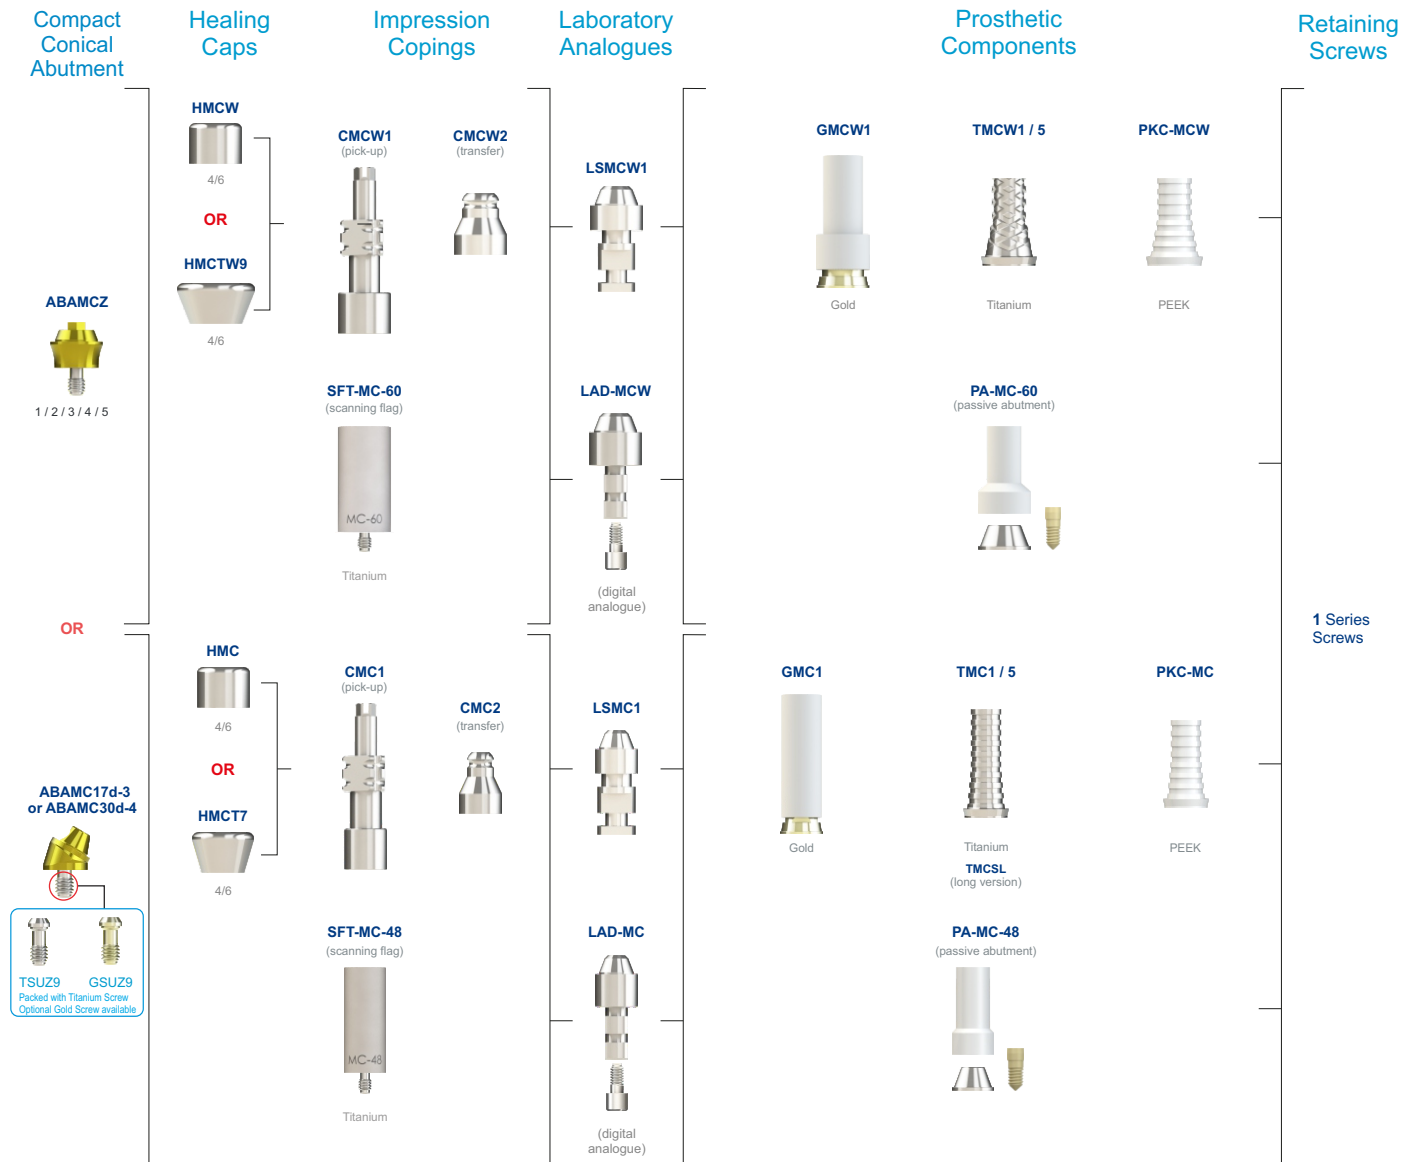 Compact
Conical
Abutment
Healing
Caps
Impression
Copings
Laboratory
Analogues
Prosthetic
Components
Retaining
Screws
ABAMCZ
1 / 2 / 3 / 4 / 5
HMCW
4/6
OR
HMCTW9
4/6
CMCW1
(pick-up)
CMCW2
(transfer)
SFT-MC-60
(scanning flag)
MC-60
Titanium
LSMCW1
LAD-MCW
(digital
analogue)
GMCW1
Gold
TMCW1 / 5
Titanium
PKC-MCW
PEEK
PA-MC-60
(passive abutment)
OR
1 Series
Screws
ABAMC17d-3
or ABAMC30d-4
TSUZ9
GSUZ9
Packed with Titanium Screw
Optional Gold Screw available
HMC
4/6
OR
HMCT7
4/6
CMC1
(pick-up)
CMC2
(transfer)
SFT-MC-48
(scanning flag)
MC-48
Titanium
LSMC1
LAD-MC
(digital
analogue)
GMC1
Gold
TMC1 / 5
Titanium
TMCSL
(long version)
PKC-MC
PEEK
PA-MC-48
(passive abutment)